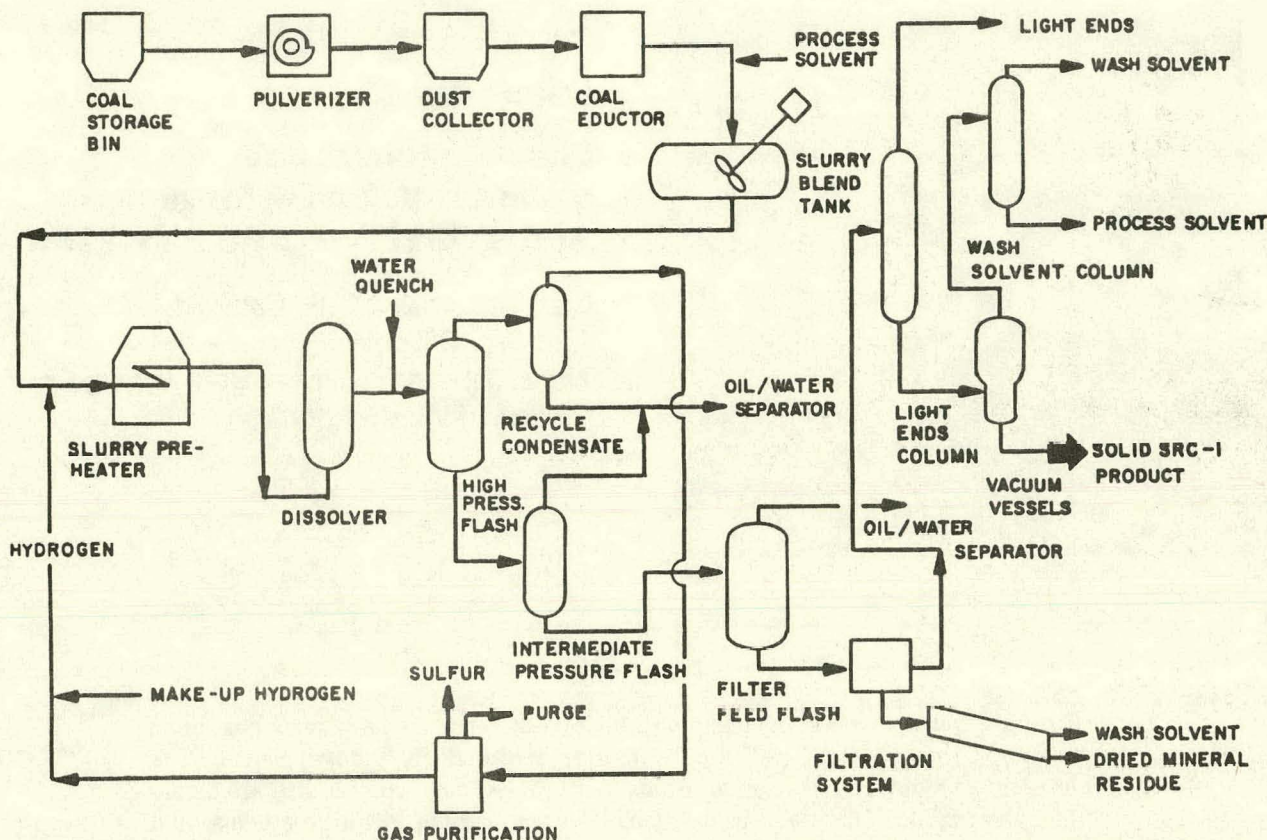 COAL
STORAGE
BIN
PULVERIZER
DUST
COLLECTOR
COAL
EDUCTOR
PROCESS
SOLVENT
SLURRY
BLEND
TANK
LIGHT ENDS
WASH SOLVENT
PROCESS SOLVENT
WASH
SOLVENT COLUMN
WATER
QUENCH
SLURRY PRE-
HEATER
DISSOLVER
HIGH
PRESS.
FLASH
RECYCLE
CONDENSATE
OIL/WATER
SEPARATOR
LIGHT
ENDS
COLUMN
SOLID SRC-I
PRODUCT
VACUUM
VESSELS
HYDROGEN
OIL/WATER
SEPARATOR
INTERMEDIATE
PRESSURE FLASH
MAKE-UP HYDROGEN
SULFUR
PURGE
FILTER
FEED FLASH
FILTRATION
SYSTEM
WASH SOLVENT
DRIED MINERAL
RESIDUE
GAS PURIFICATION